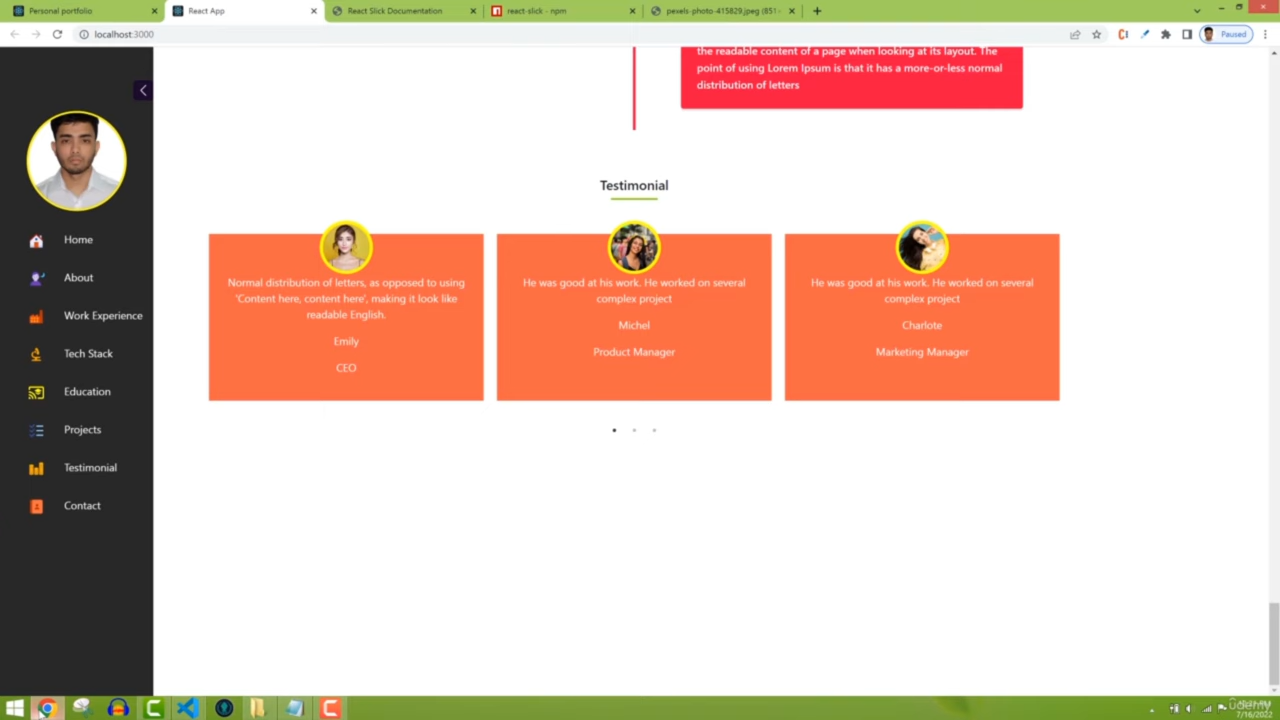 Personal portfolio
React App
React Slick Documentation
react-slick - npm
localhost:3000
Paused
the readable content of a page when looking at its layout. The
point of using Lorem Ipsum is that it has a more-or-less normal
distribution of letters
Home
About
Work Experience
Tech Stack
Education
Projects
Testimonial
Contact
Testimonial
Normal distribution of letters, as opposed to using
'Content here, content here', making it look like
readable English.
Emily
CEO
He was good at his work. He worked on several
complex project
Michel
Product Manager
He was good at his work. He worked on several
complex project
Charlote
Marketing Manager
Udemy
7/16/2022